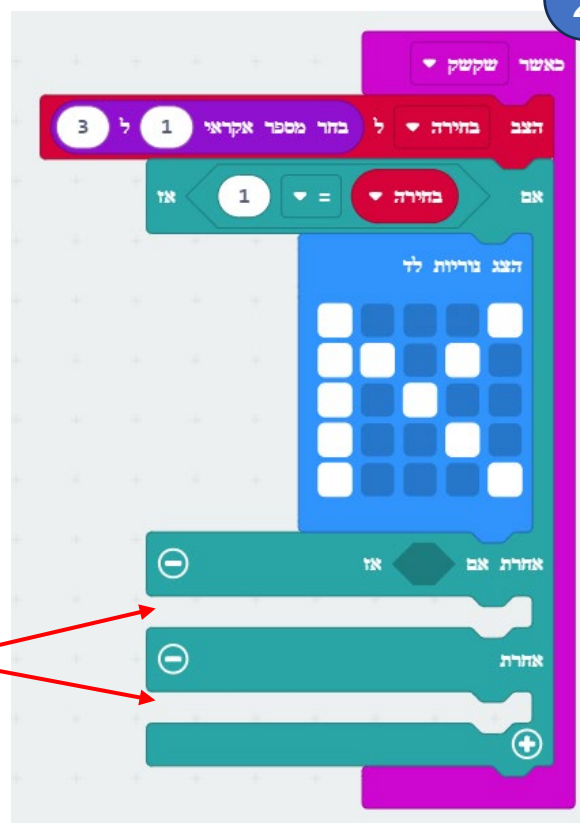 כאשר שקשק
הצב בחירה ל בחר מספר אקראי 1 ל 3
אם בחירה = 1 אז
הצג נוריות לד
אחרת אם אז
אחרת